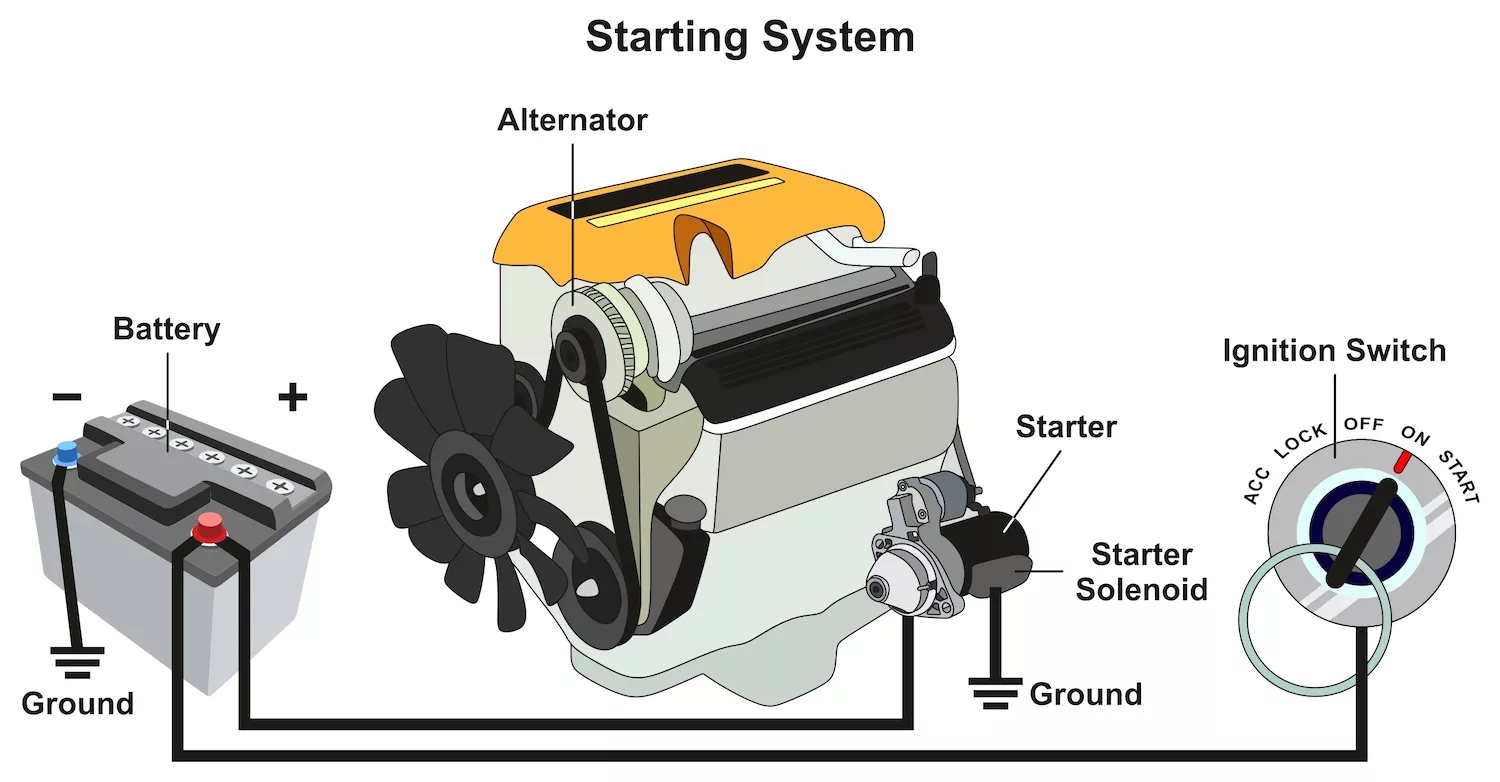 Starting System
Alternator
Battery
− +
Ignition Switch
ACC LOCK OFF ON START
Starter
Starter
Solenoid
Ground
Ground